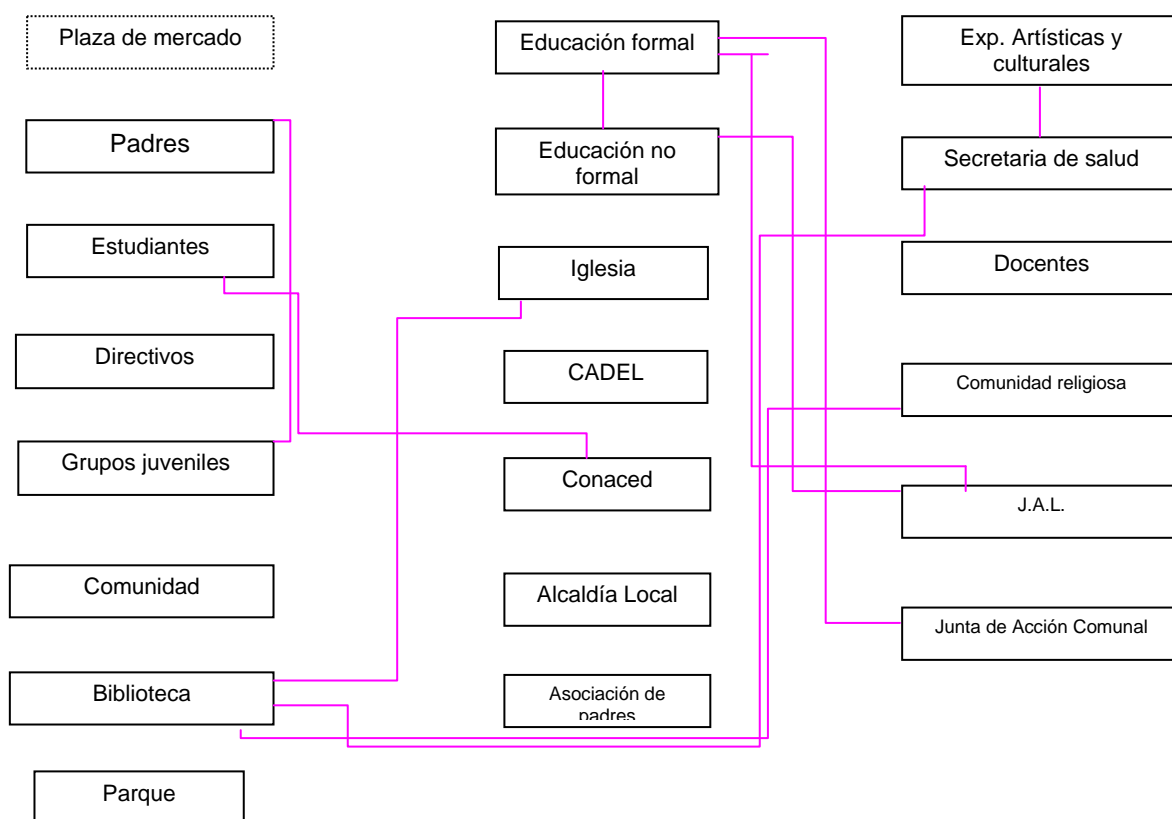 Plaza de mercado
Padres
Estudiantes
Directivos
Grupos juveniles
Comunidad
Biblioteca
Parque
Educación formal
Educación no
formal
Iglesia
CADEL
Conaced
Alcaldía Local
Asociación de
padres
Exp. Artísticas y
culturales
Secretaria de salud
Docentes
Comunidad religiosa
J.A.L.
Junta de Acción Comunal